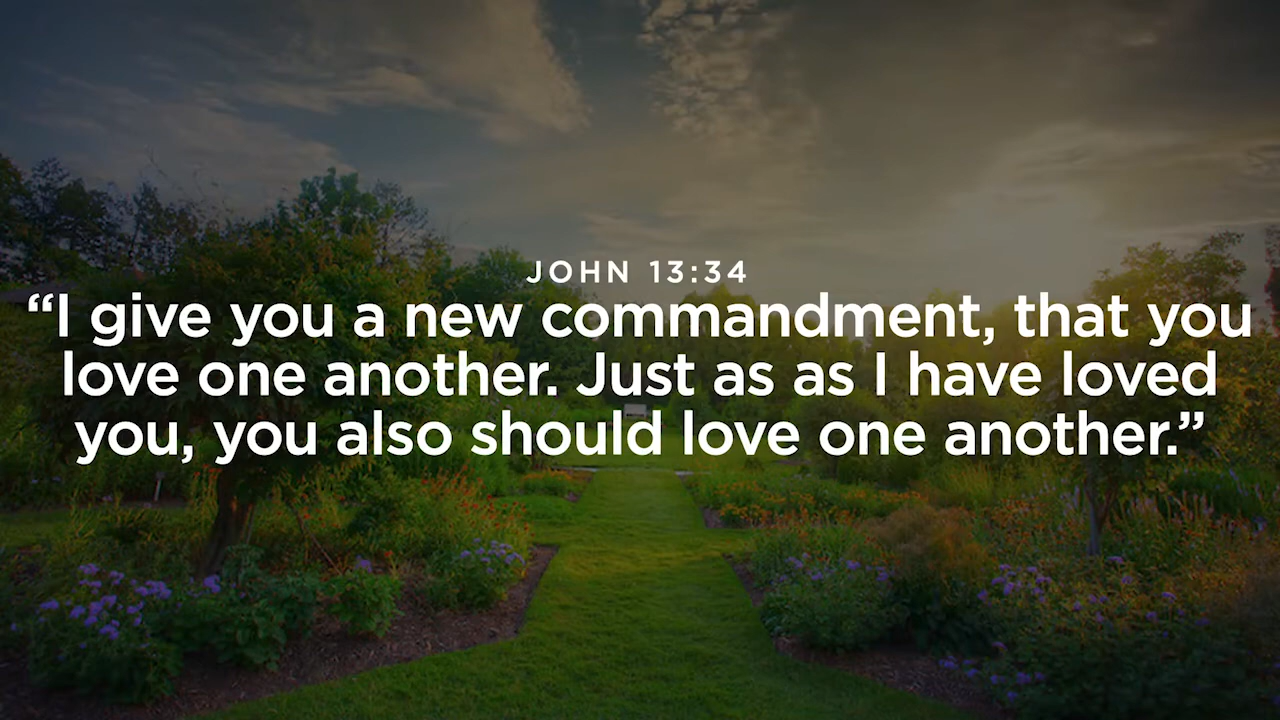 JOHN 13:34
“I give you a new commandment, that you
love one another. Just as as I have loved
you, you also should love one another.”